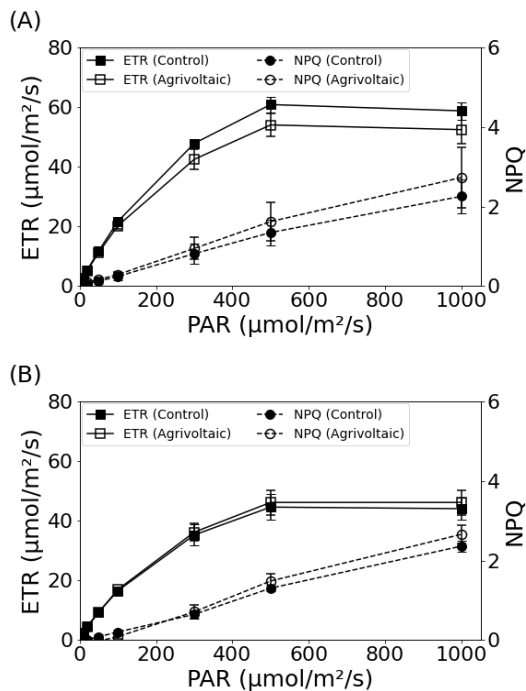 (A)
80
60
40
20
0
ETR (μmol/m²/s)
ETR (Control)
ETR (Agrivoltaic)
NPQ (Control)
NPQ (Agrivoltaic)
6
4
2
0
NPQ
0 200 400 600 800 1000
PAR (μmol/m²/s)
(B)
80
60
40
20
0
ETR (μmol/m²/s)
ETR (Control)
ETR (Agrivoltaic)
NPQ (Control)
NPQ (Agrivoltaic)
6
4
2
0
NPQ
0 200 400 600 800 1000
PAR (μmol/m²/s)